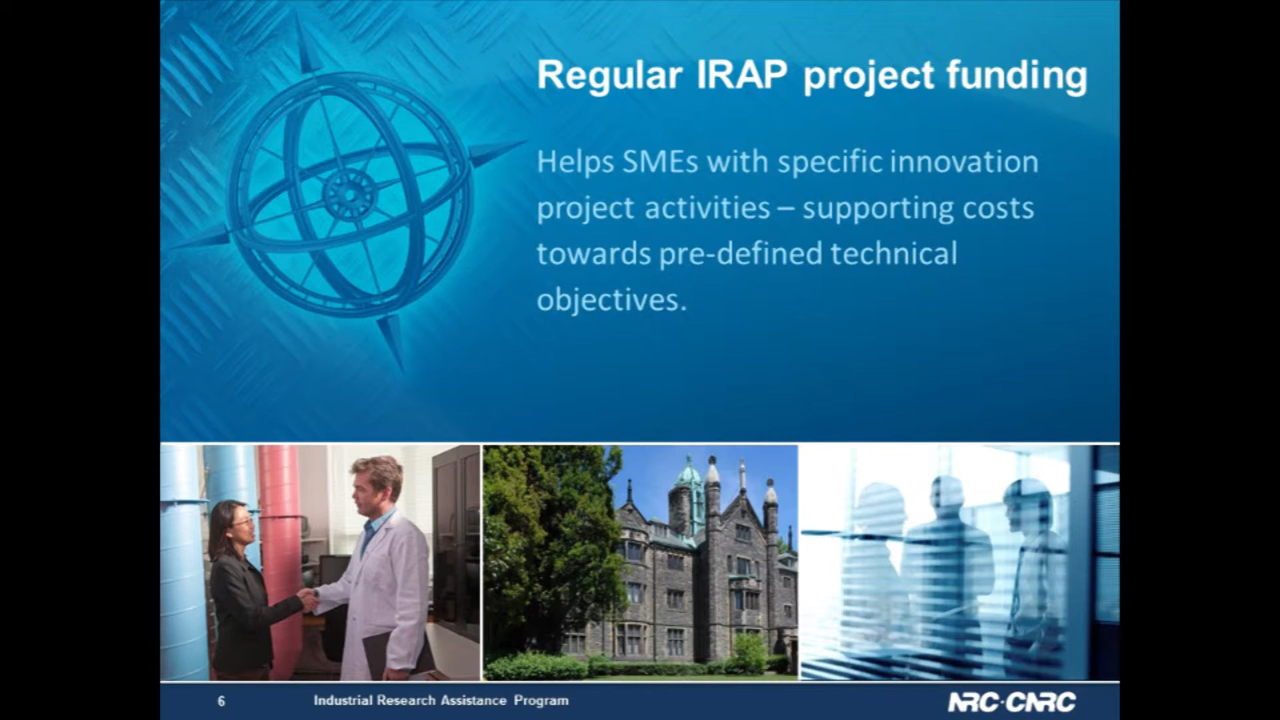 Regular IRAP project funding
Helps SMEs with specific innovation
project activities – supporting costs
towards pre-defined technical
objectives.
6
Industrial Research Assistance Program
NRC·CNRC